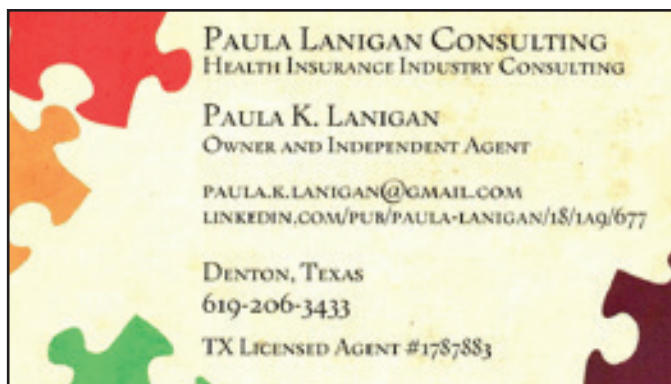 Paula Lanigan Consulting
Health Insurance Industry Consulting
Paula K. Lanigan
Owner and Independent Agent
paula.k.lanigan@gmail.com
linkedin.com/pub/paula-lanigan/18/1a9/677
Denton, Texas
619-206-3433
TX Licensed Agent #1787883